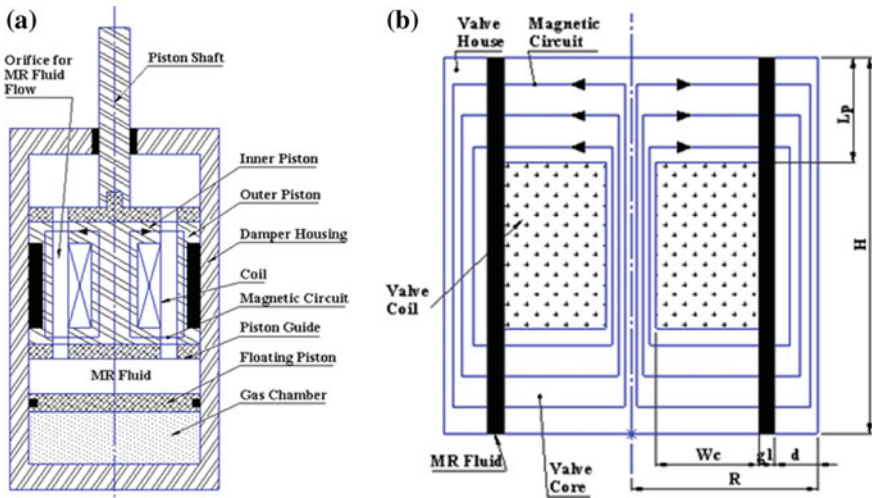 (a)
Orifice for
MR Fluid
Flow
Piston Shaft
Inner Piston
Outer Piston
Damper Housing
Coil
Magnetic Circuit
Piston Guide
Floating Piston
Gas Chamber
MR Fluid
(b)
Valve
House
Magnetic
Circuit
Lp
H
Valve
Coil
MR Fluid
Valve
Core
Wc
gl
d
R